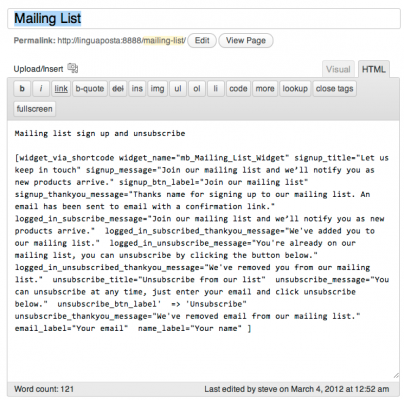 Mailing List
Permalink: http://linguaposta:8888/mailing-list/ Edit View Page
Upload/Insert Visual HTML
b i link b-quote del ins img ul ol li code more lookup close tags
fullscreen
Mailing list sign up and unsubscribe
[widget_via_shortcode widget_name="mb_Mailing_List_Widget" signup_title="Let us
keep in touch" signup_message="Join our mailing list and we’ll notify you as
new products arrive." signup_btn_label="Join our mailing list"
signup_thankyou_message="Thanks name for signing up to our mailing list. An
email has been sent to email with a confirmation link."
logged_in_subscribe_message="Join our mailing list and we’ll notify you as new
products arrive."  logged_in_subscribed_thankyou_message="We've added you to
our mailing list."  logged_in_unsubscribe_message="You're already on our
mailing list, you can unsubscribe by clicking the button below."
logged_in_unsubscribed_thankyou_message="We've removed you from our mailing
list."  unsubscribe_title="Unsubscribe from our list"  unsubscribe_message="You
can unsubscribe at any time, just enter your email and click unsubscribe
below."  unsubscribe_btn_label'  => 'Unsubscribe"
unsubscribe_thankyou_message="We've removed email from our mailing list."
email_label="Your email"  name_label="Your name" ]
Word count: 121 Last edited by steve on March 4, 2012 at 12:52 am